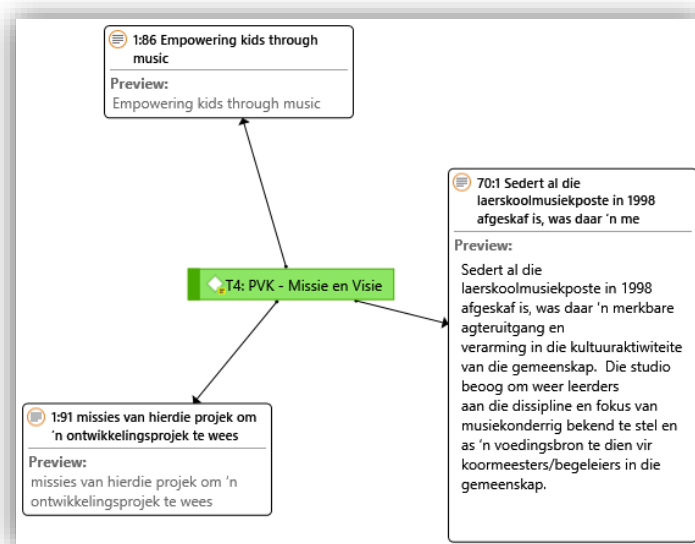 1:86 Empowering kids through
music
Preview:
Empowering kids through music
70:1 Sedert al die
laerskoolmusiekposte in 1998
afgeskaf is, was daar ‘n me
Preview:
Sedert al die
laerskoolmusiekposte in 1998
afgeskaf is, was daar ‘n merkbare
agteruitgang en
verarming in die kultuuraktiwiteite
van die gemeenskap.  Die studio
beoog om weer leerders
aan die dissipline en fokus van
musiekonderrig bekend te stel en
as ‘n voedingsbron te dien vir
koormeesters/begeleiers in die
gemeenskap.
T4: PVK - Missie en Visie
1:91 missies van hierdie projek om
‘n ontwikkelingsprojek te wees
Preview:
missies van hierdie projek om ‘n
ontwikkelingsprojek te wees